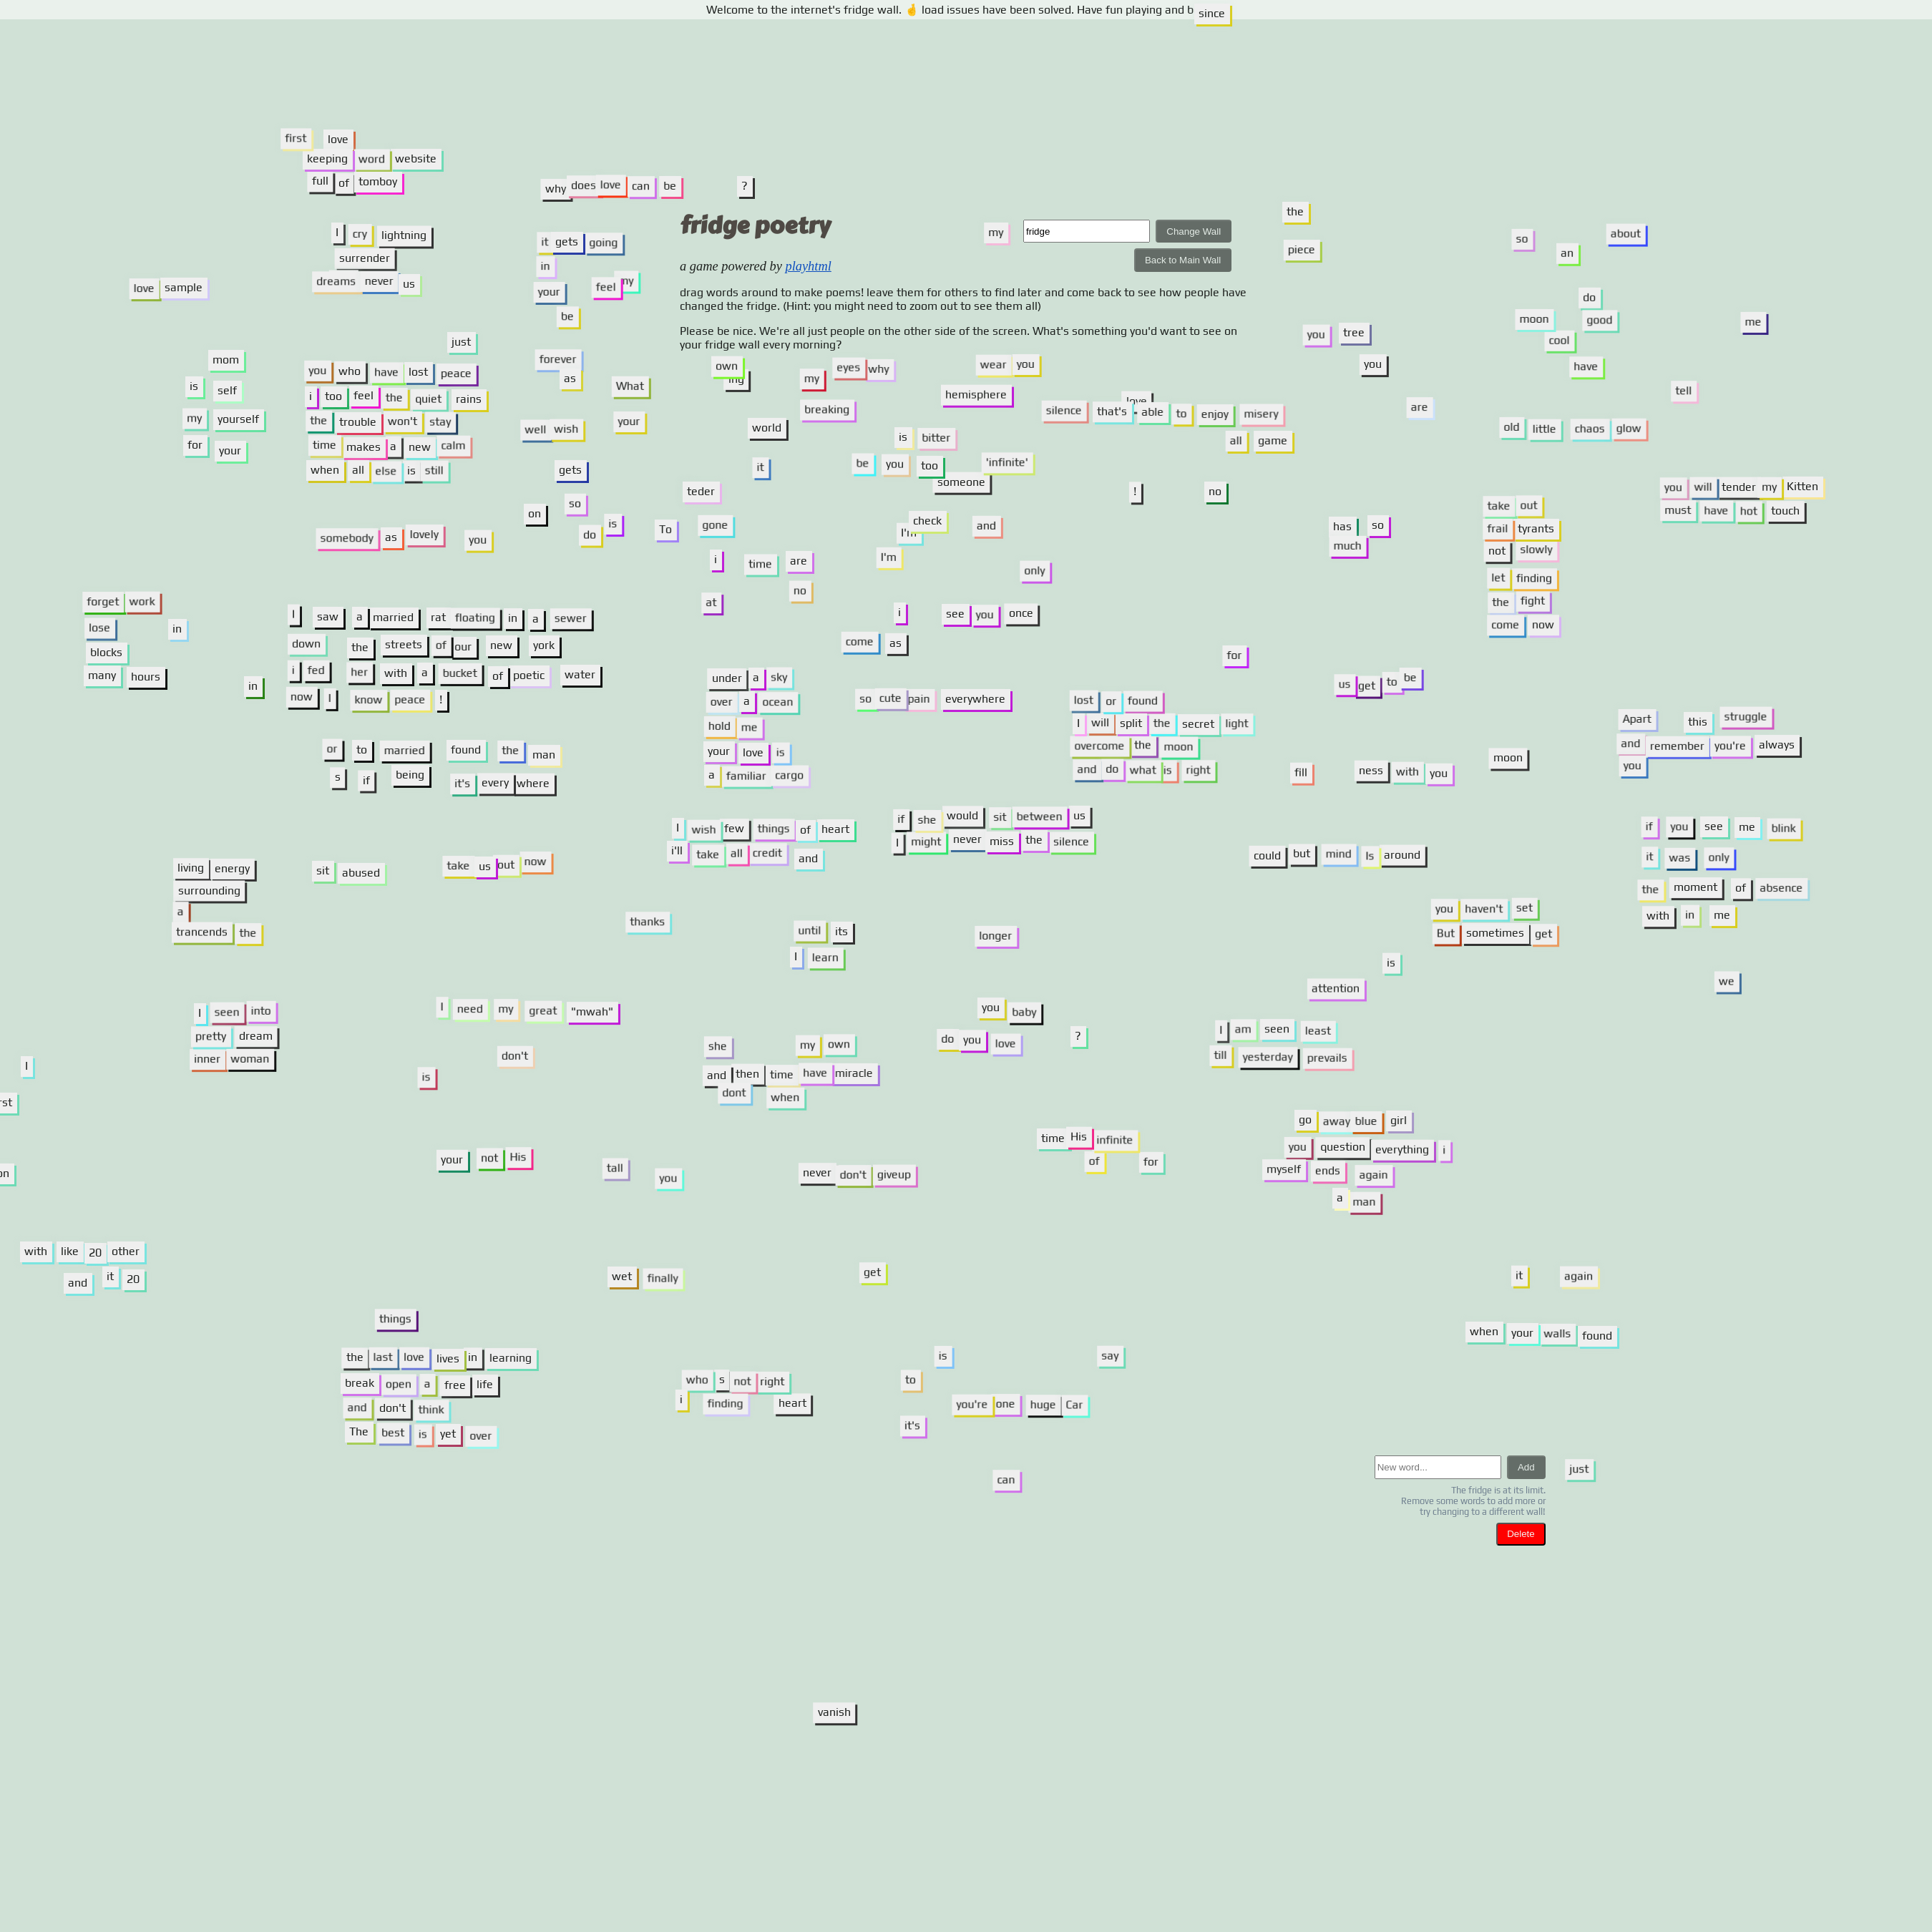 Welcome to the internet's fridge wall. ☝ load issues have been solved. Have fun playing and b
since
first love
keeping word website
full of tomboy
why does love can be ?
fridge poetry
my fridge Change Wall
Back to Main Wall
a game powered by playhtml
drag words around to make poems! leave them for others to find later and come back to see how people have
changed the fridge. (Hint: you might need to zoom out to see them all)
Please be nice. We're all just people on the other side of the screen. What's something you'd want to see on
your fridge wall every morning?
the
piece
so an about
I cry lightning
surrender
dreams never us
it gets going
in
your feel my
be
love sample
do
moon good
cool
have
me
you tree
you
just
mom
is self
my yourself
for your
you who have lost peace
i too feel the quiet rains
the trouble won't stay
time makes a new calm
when all else is still
forever
as
What
well wish your
gets
own
ing
my eyes why
breaking
wear you
hemisphere
love
silence that's able to enjoy misery
all game
are
tell
old little chaos glow
world
is bitter
it
be you too 'infinite'
someone
teder
! no
you will tender my Kitten
must have hot touch
take out
frail tyrants
not slowly
let finding
the fight
come now
has so
much
on so
do is
To gone
check
I'm and
I'm
somebody as lovely you
i time are
no
only
at
i see you once
come as
forget work
lose in
blocks
many hours
in
I saw a married rat floating in a sewer
down the streets of our new york
i fed her with a bucket of poetic water
now I know peace !
for
us get to be
under a sky
over a ocean
hold me
your love is
a familiar cargo
so cute pain everywhere
lost or found
I will split the secret light
overcome the moon
and do what is right
Apart this struggle
and remember you're always
you
or to married found the man
s if being it's every where
fill ness with you
moon
I wish few things of heart
i'll take all credit and
if she would sit between us
I might never miss the silence
could but mind Is around
if you see me blink
it was only
the moment of absence
with in me
living energy
surrounding
a
trancends the
sit abused
take us out now
thanks
until its
I learn
longer
you haven't set
But sometimes get
is
attention
we
I seen into
pretty dream
inner woman
I need my great "mwah"
don't
is
you baby
do you love ?
she my own
and then time have miracle
dont when
I am seen least
till yesterday prevails
I
rst
on
go away blue girl
you question everything i
myself ends again
a man
time His infinite
of for
your not His
tall
you
never don't giveup
with like 20 other
and it 20
wet finally
get
it again
things
when your walls found
the last love lives in learning
break open a free life
and don't think
The best is yet over
is say
who s not right
i finding heart
to
you're one huge Car
it's
can
New word... Add
just
The fridge is at its limit.
Remove some words to add more or
try changing to a different wall!
Delete
vanish